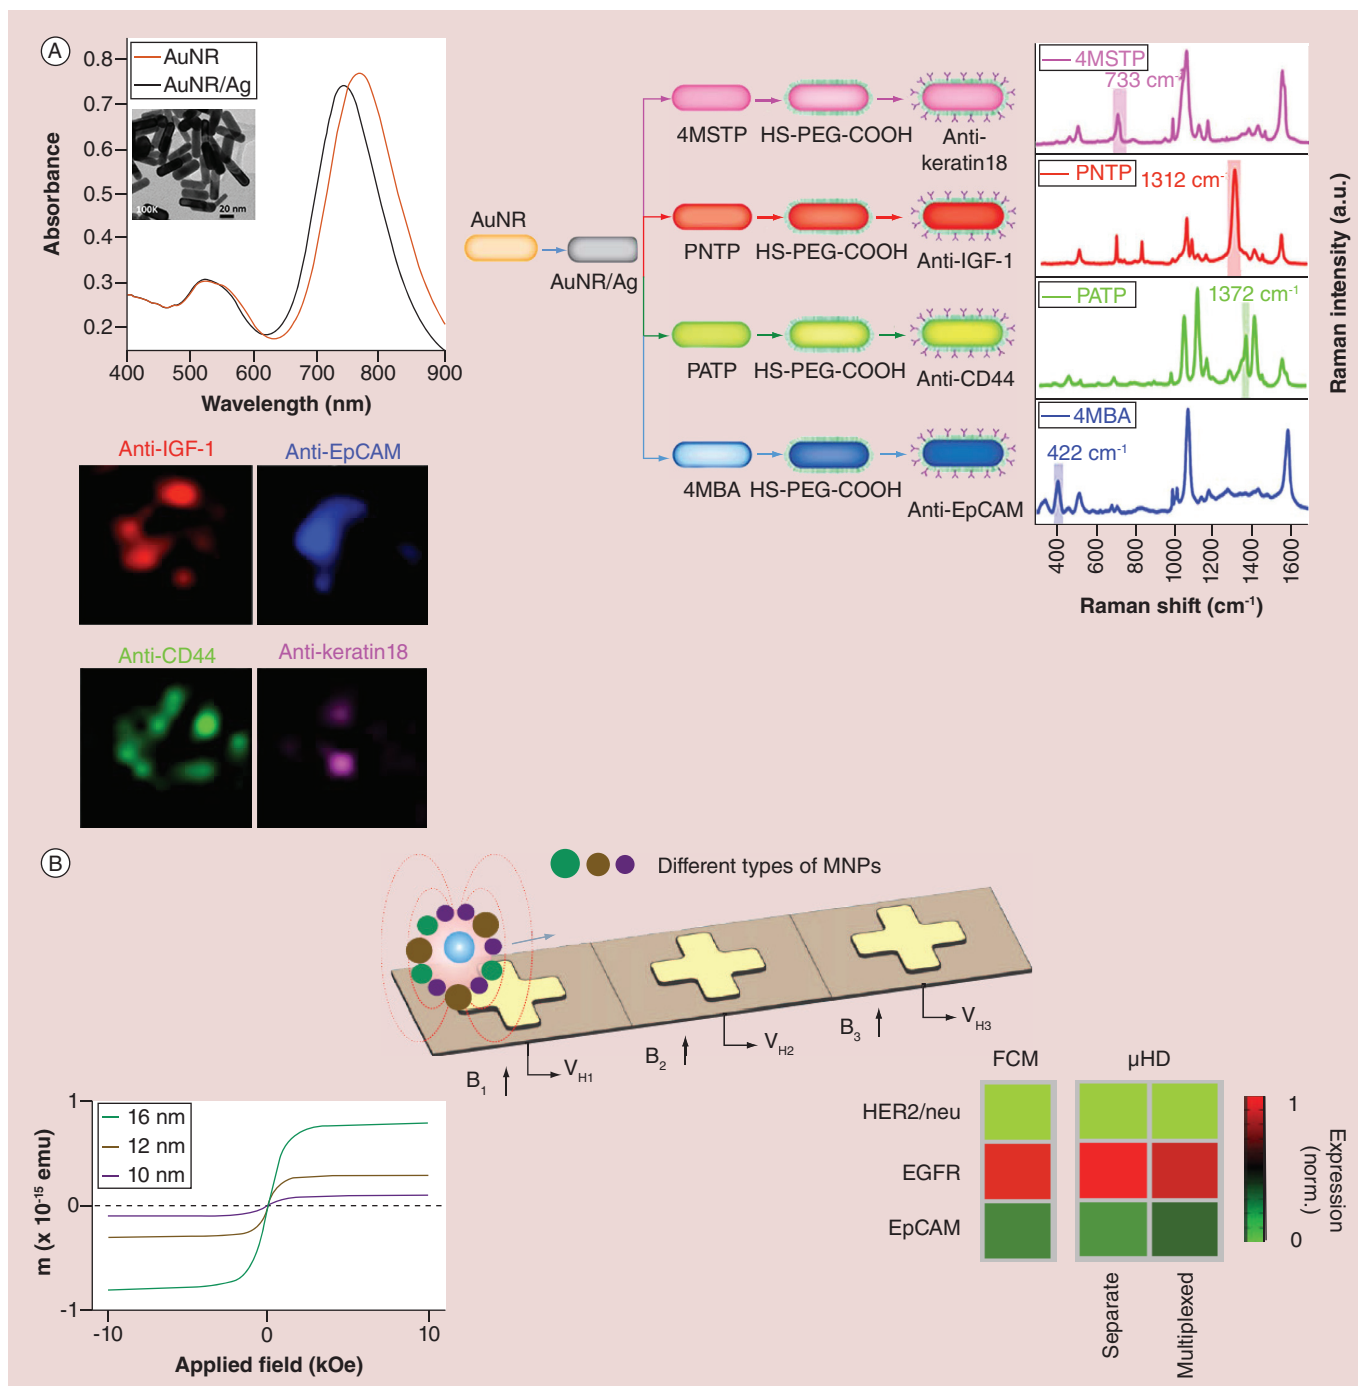 A
AuNR
AuNR/Ag
0.8
0.7
0.6
0.5
0.4
0.3
0.2
Absorbance
100K
20 nm
400 500 600 700 800 900
Wavelength (nm)
AuNR
AuNR/Ag
4MSTP HS-PEG-COOH Anti-
keratin18
PNTP HS-PEG-COOH Anti-IGF-1
PATP HS-PEG-COOH Anti-CD44
4MBA HS-PEG-COOH
Anti-EpCAM
4MSTP
733 cm-1
PNTP 1312 cm-
PATP 1372 cm-1
4MBA
422 cm-1
400 600 800 1000 1200 1400 1600
Raman shift (cm-1)
Raman intensity (a.u.)
Anti-IGF-1 Anti-EpCAM
Anti-CD44 Anti-keratin18
B
Different types of MNPs
B1 VH1
B2 VH2
B3 VH3
16 nm
12 nm
10 nm
1
0
-1
m (x 10-15 emu)
-10 0 10
Applied field (kOe)
FCM µHD
HER2/neu
EGFR
EpCAM
Separate
Multiplexed
1
0
Expression
(norm.)